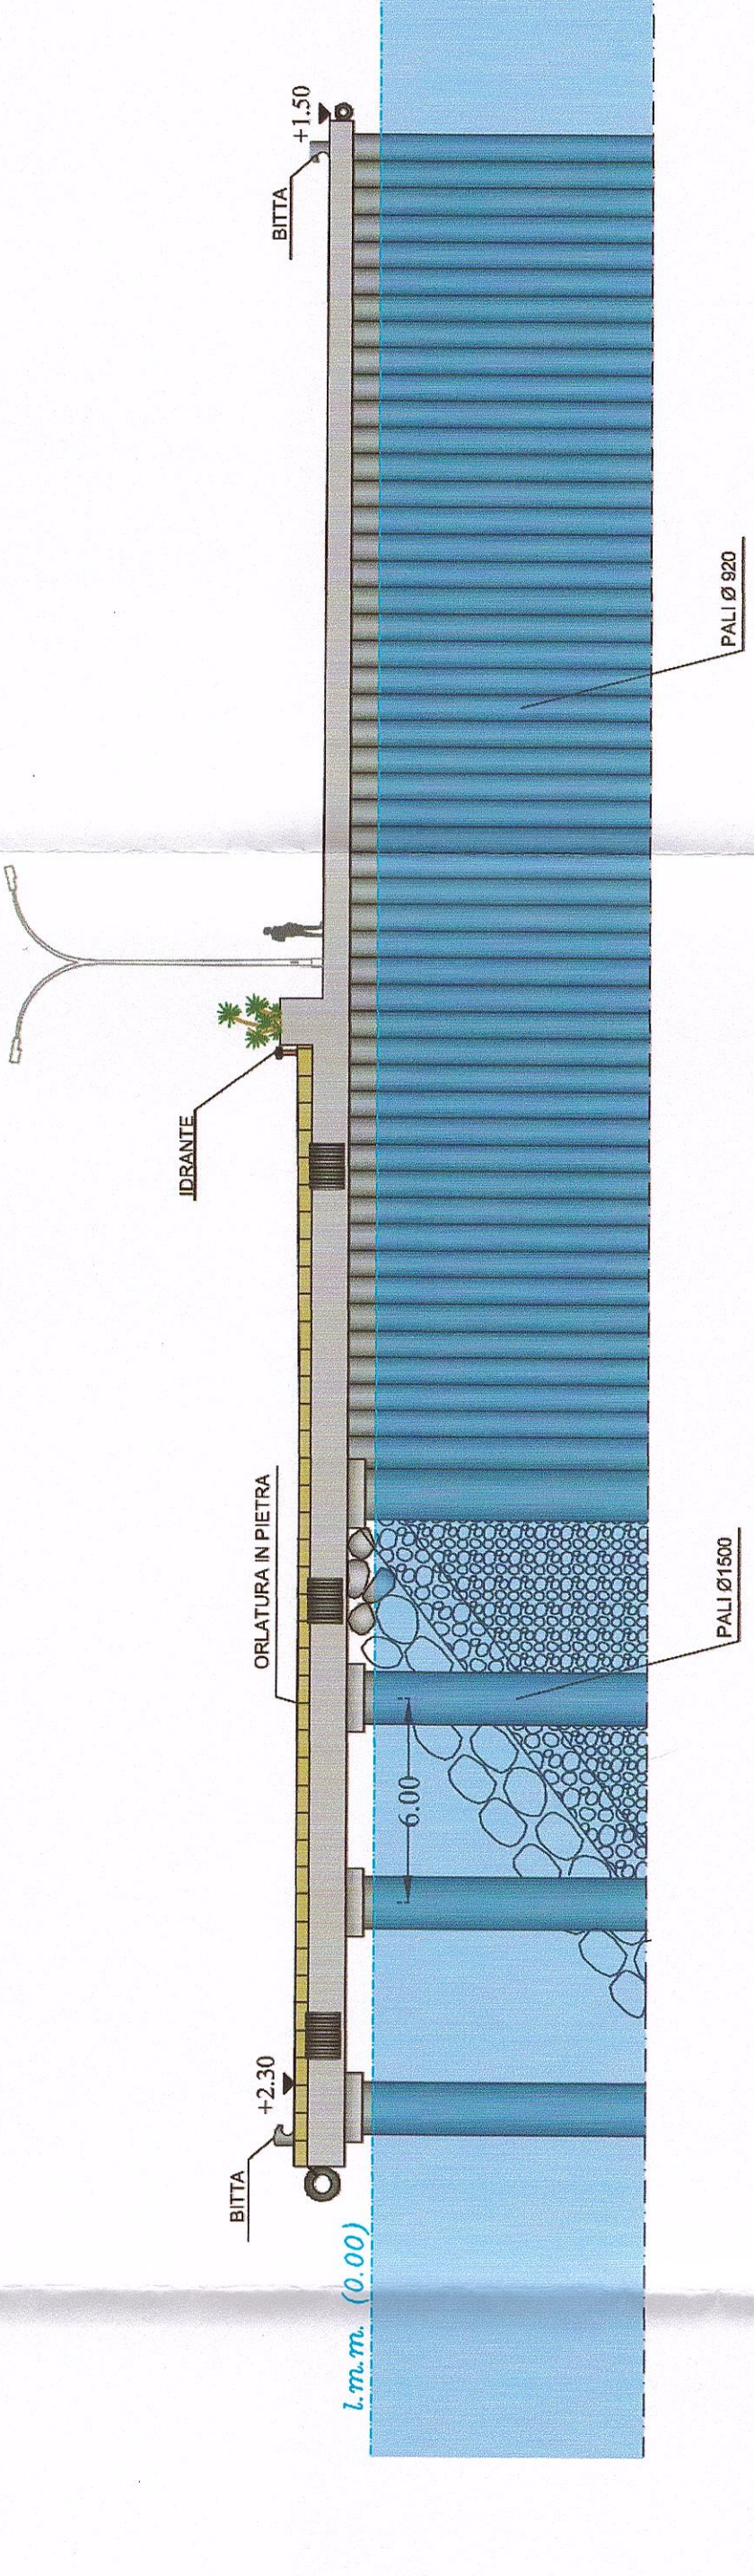 BITTA
+2.30
l.m.m. (0.00)
ORLATURA IN PIETRA
6.00
PALI Ø1500
IDRANTE
PALI Ø 920
BITTA
+1.50